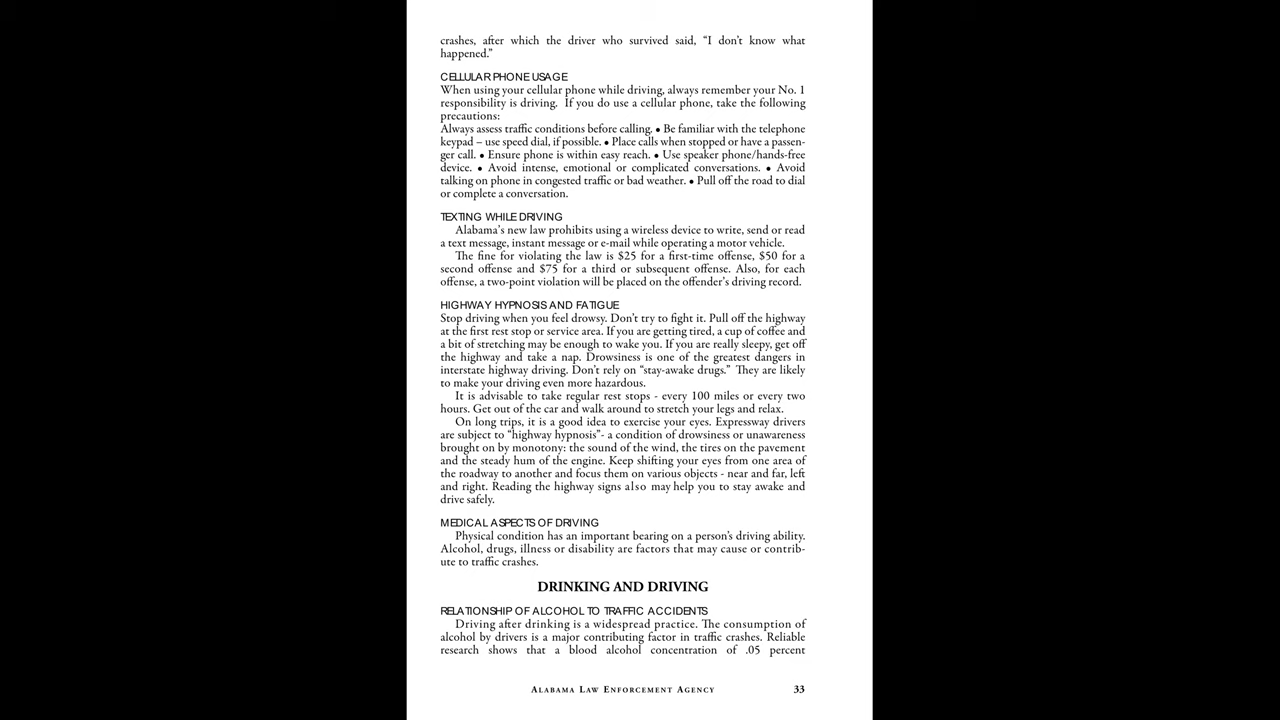 crashes, after which the driver who survived said, “I don’t know what
happened.”
CELLULAR PHONE USAGE
When using your cellular phone while driving, always remember your No. 1
responsibility is driving. If you do use a cellular phone, take the following
precautions:
Always assess traffic conditions before calling. • Be familiar with the telephone
keypad – use speed dial, if possible. • Place calls when stopped or have a passen-
ger call. • Ensure phone is within easy reach. • Use speaker phone/hands-free
device. • Avoid intense, emotional or complicated conversations. • Avoid
talking on phone in congested traffic or bad weather. • Pull off the road to dial
or complete a conversation.
TEXTING WHILE DRIVING
Alabama’s new law prohibits using a wireless device to write, send or read
a text message, instant message or e-mail while operating a motor vehicle.
The fine for violating the law is $25 for a first-time offense, $50 for a
second offense and $75 for a third or subsequent offense. Also, for each
offense, a two-point violation will be placed on the offender’s driving record.
HIGHWAY HYPNOSIS AND FATIGUE
Stop driving when you feel drowsy. Don’t try to fight it. Pull off the highway
at the first rest stop or service area. If you are getting tired, a cup of coffee and
a bit of stretching may be enough to wake you. If you are really sleepy, get off
the highway and take a nap. Drowsiness is one of the greatest dangers in
interstate highway driving. Don’t rely on “stay-awake drugs.” They are likely
to make your driving even more hazardous.
It is advisable to take regular rest stops - every 100 miles or every two
hours. Get out of the car and walk around to stretch your legs and relax.
On long trips, it is a good idea to exercise your eyes. Expressway drivers
are subject to “highway hypnosis”- a condition of drowsiness or unawareness
brought on by monotony: the sound of the wind, the tires on the pavement
and the steady hum of the engine. Keep shifting your eyes from one area of
the roadway to another and focus them on various objects - near and far, left
and right. Reading the highway signs also may help you to stay awake and
drive safely.
MEDICAL ASPECTS OF DRIVING
Physical condition has an important bearing on a person’s driving ability.
Alcohol, drugs, illness or disability are factors that may cause or contrib-
ute to traffic crashes.
DRINKING AND DRIVING
RELATIONSHIP OF ALCOHOL TO TRAFFIC ACCIDENTS
Driving after drinking is a widespread practice. The consumption of
alcohol by drivers is a major contributing factor in traffic crashes. Reliable
research shows that a blood alcohol concentration of .05 percent
ALABAMA LAW ENFORCEMENT AGENCY 33